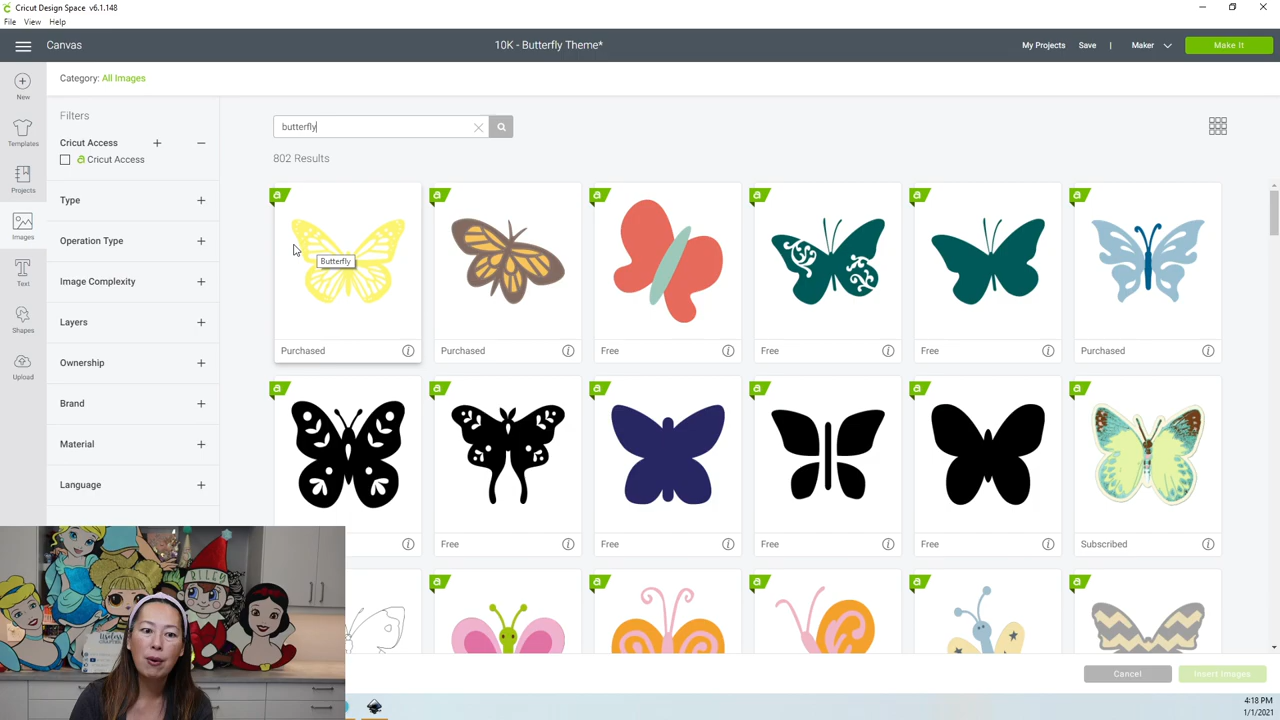 Cricut Design Space v6.1.148
File View Help
Canvas
10K - Butterfly Theme*
My Projects Save | Maker Make It
New
Templates
Projects
Images
Text
Shapes
Upload
Category: All Images
Filters
Cricut Access + −
a Cricut Access
Type +
Operation Type +
Image Complexity +
Layers +
Ownership +
Brand +
Material +
Language +
butterfly
802 Results
Butterfly
Purchased Purchased Free Free Free Purchased
Free Free Free Free Subscribed
RILEY
Cancel Insert Images
4:18 PM
1/1/2021